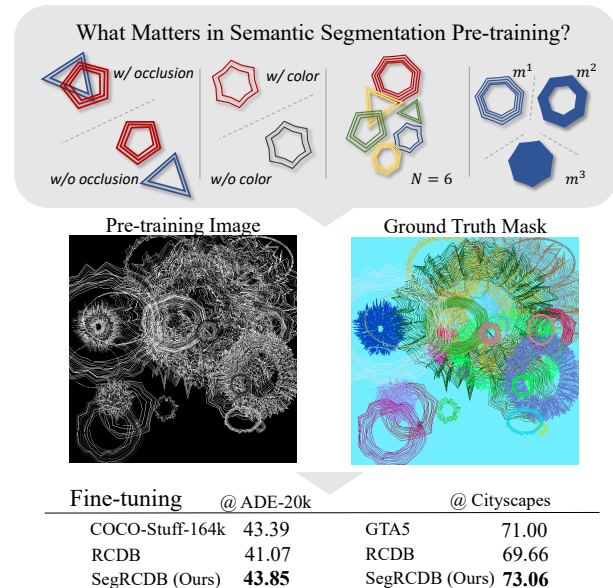 What Matters in Semantic Segmentation Pre-training?
w/ occlusion
w/o occlusion
w/ color
w/o color
N = 6
m¹
m²
m³
Pre-training Image
Ground Truth Mask
Fine-tuning @ ADE-20k @ Cityscapes
COCO-Stuff-164k 43.39 GTA5 71.00
RCDB 41.07 RCDB 69.66
SegRCDB (Ours) 43.85 SegRCDB (Ours) 73.06